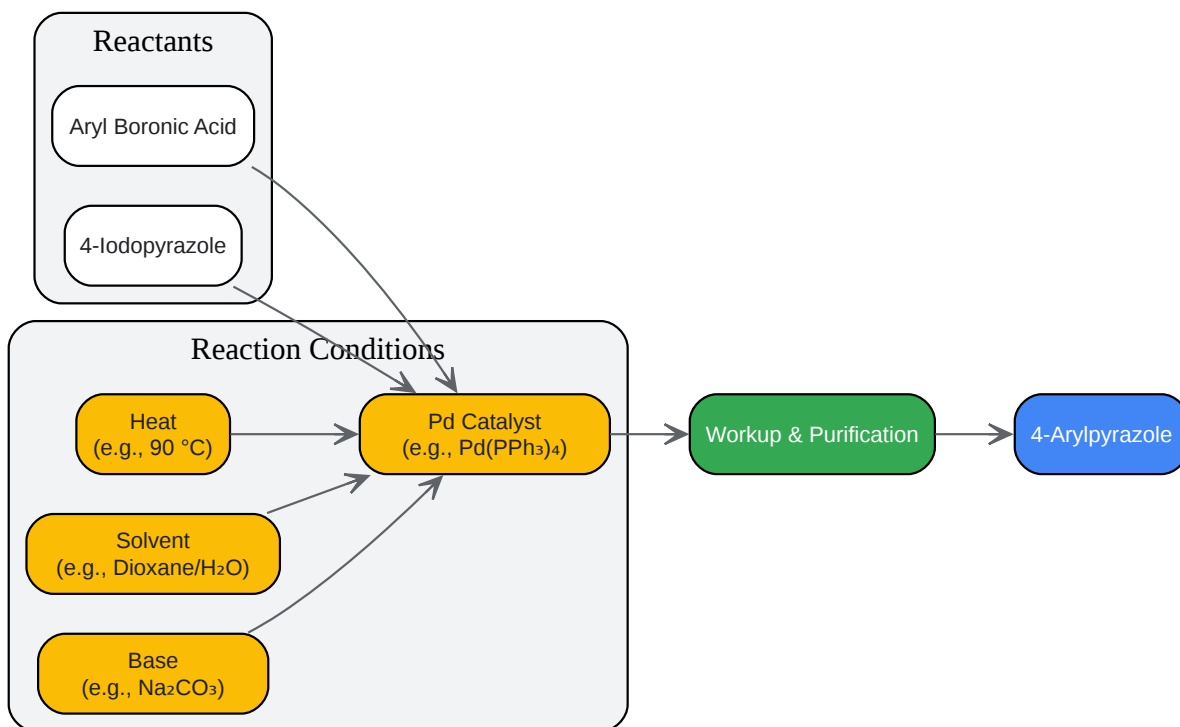 Reactants
Aryl Boronic Acid
4-Iodopyrazole
Reaction Conditions
Heat
(e.g., 90 °C)
Pd Catalyst
(e.g., Pd(PPh₃)₄)
Workup & Purification
4-Arylpyrazole
Solvent
(e.g., Dioxane/H₂O)
Base
(e.g., Na₂CO₃)